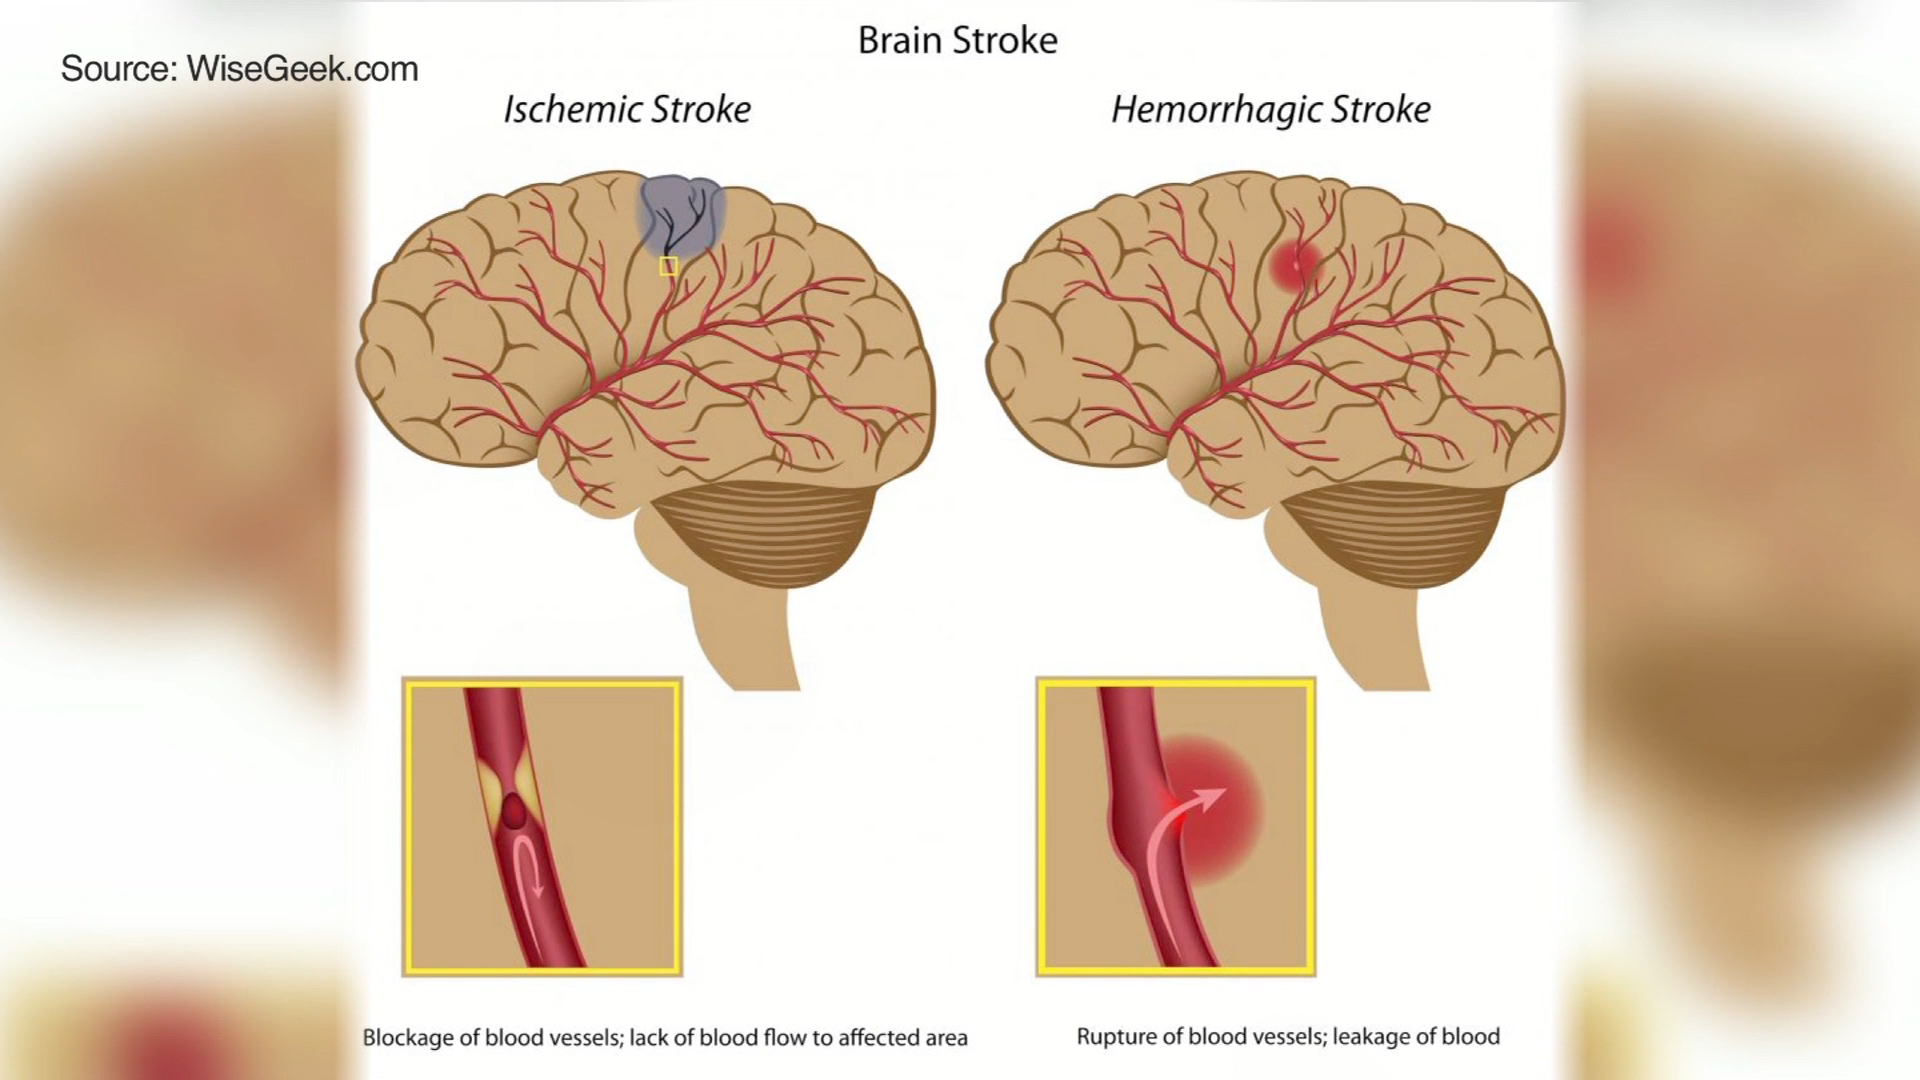 Brain Stroke
Source: WiseGeek.com
Ischemic Stroke
Hemorrhagic Stroke
Blockage of blood vessels; lack of blood flow to affected area
Rupture of blood vessels; leakage of blood